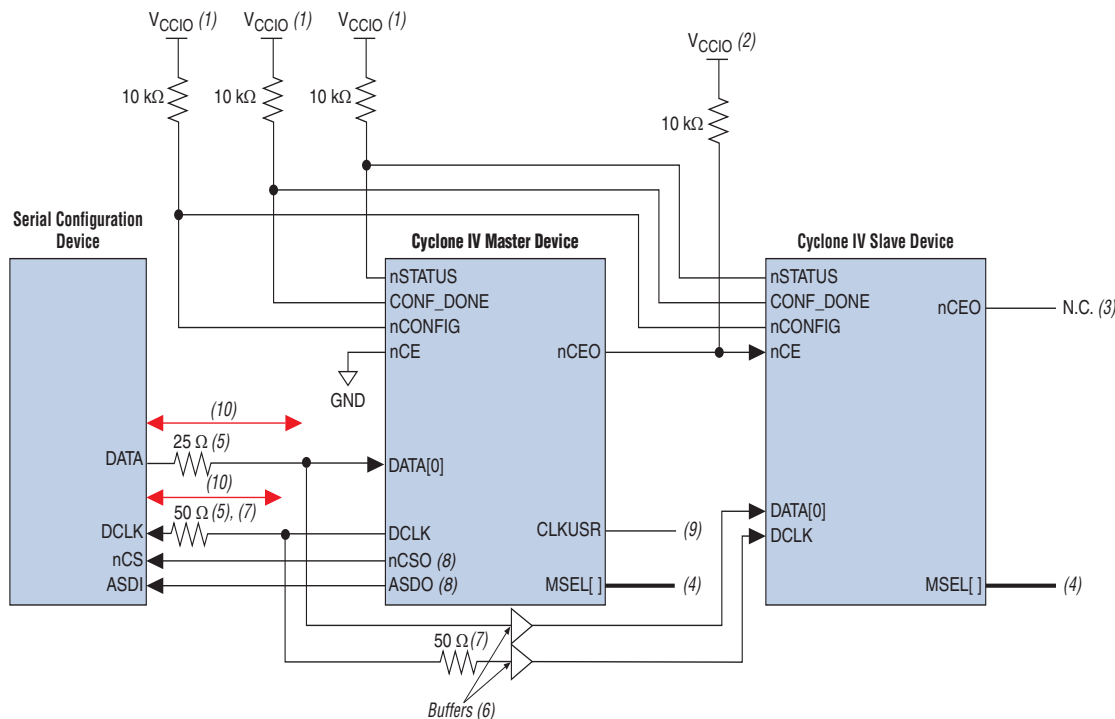 VCCIO (1)
VCCIO (1)
VCCIO (1)
VCCIO (2)
10 kΩ
10 kΩ
10 kΩ
10 kΩ
Serial Configuration
Device
Cyclone IV Master Device
Cyclone IV Slave Device
nSTATUS
CONF_DONE
nCONFIG
nCE
nCEO
GND
nSTATUS
CONF_DONE
nCONFIG
nCE
nCEO
N.C. (3)
(10)
25 Ω (5)
DATA
DATA[0]
(10)
50 Ω (5), (7)
DCLK
DCLK
nCS
nCSO (8)
ASDI
ASDO (8)
CLKUSR
(9)
MSEL[ ]
(4)
DATA[0]
DCLK
MSEL[ ]
(4)
50 Ω (7)
Buffers (6)